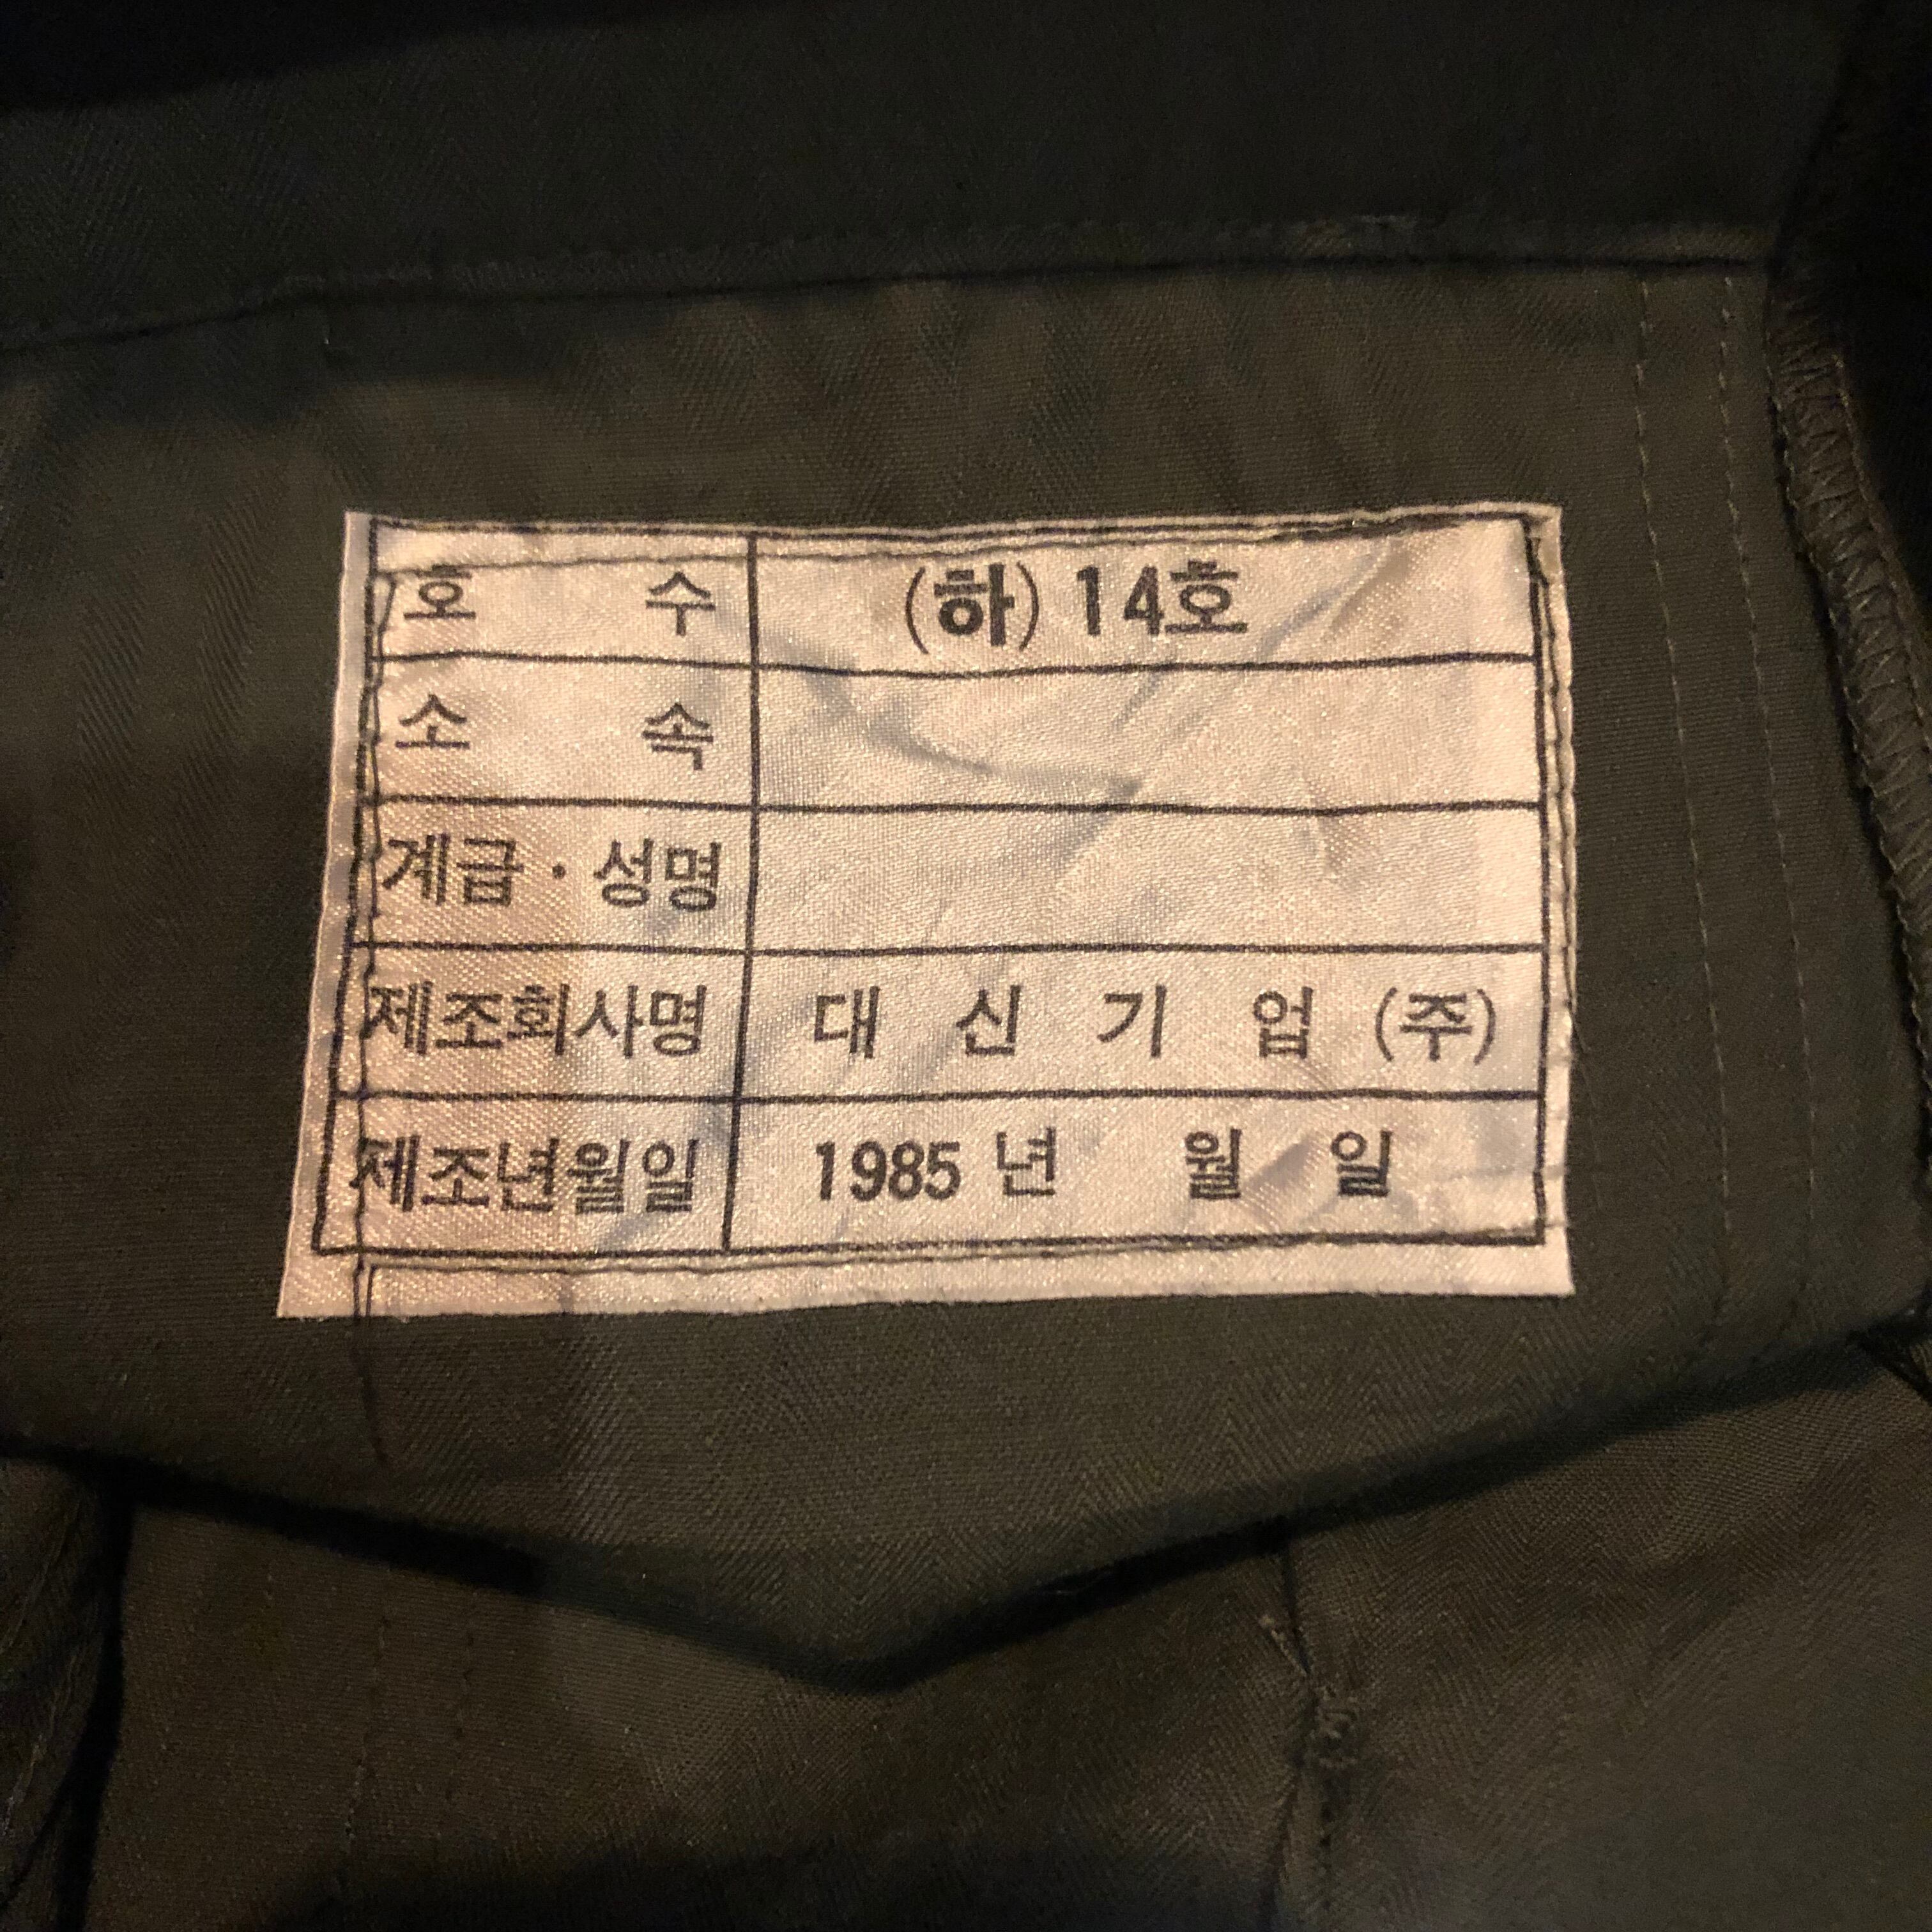 호 수 (하) 14호
소 속
계급 · 성명
제조회사명 대 신 기 업 (주)
제조년월일 1985 년 월 일